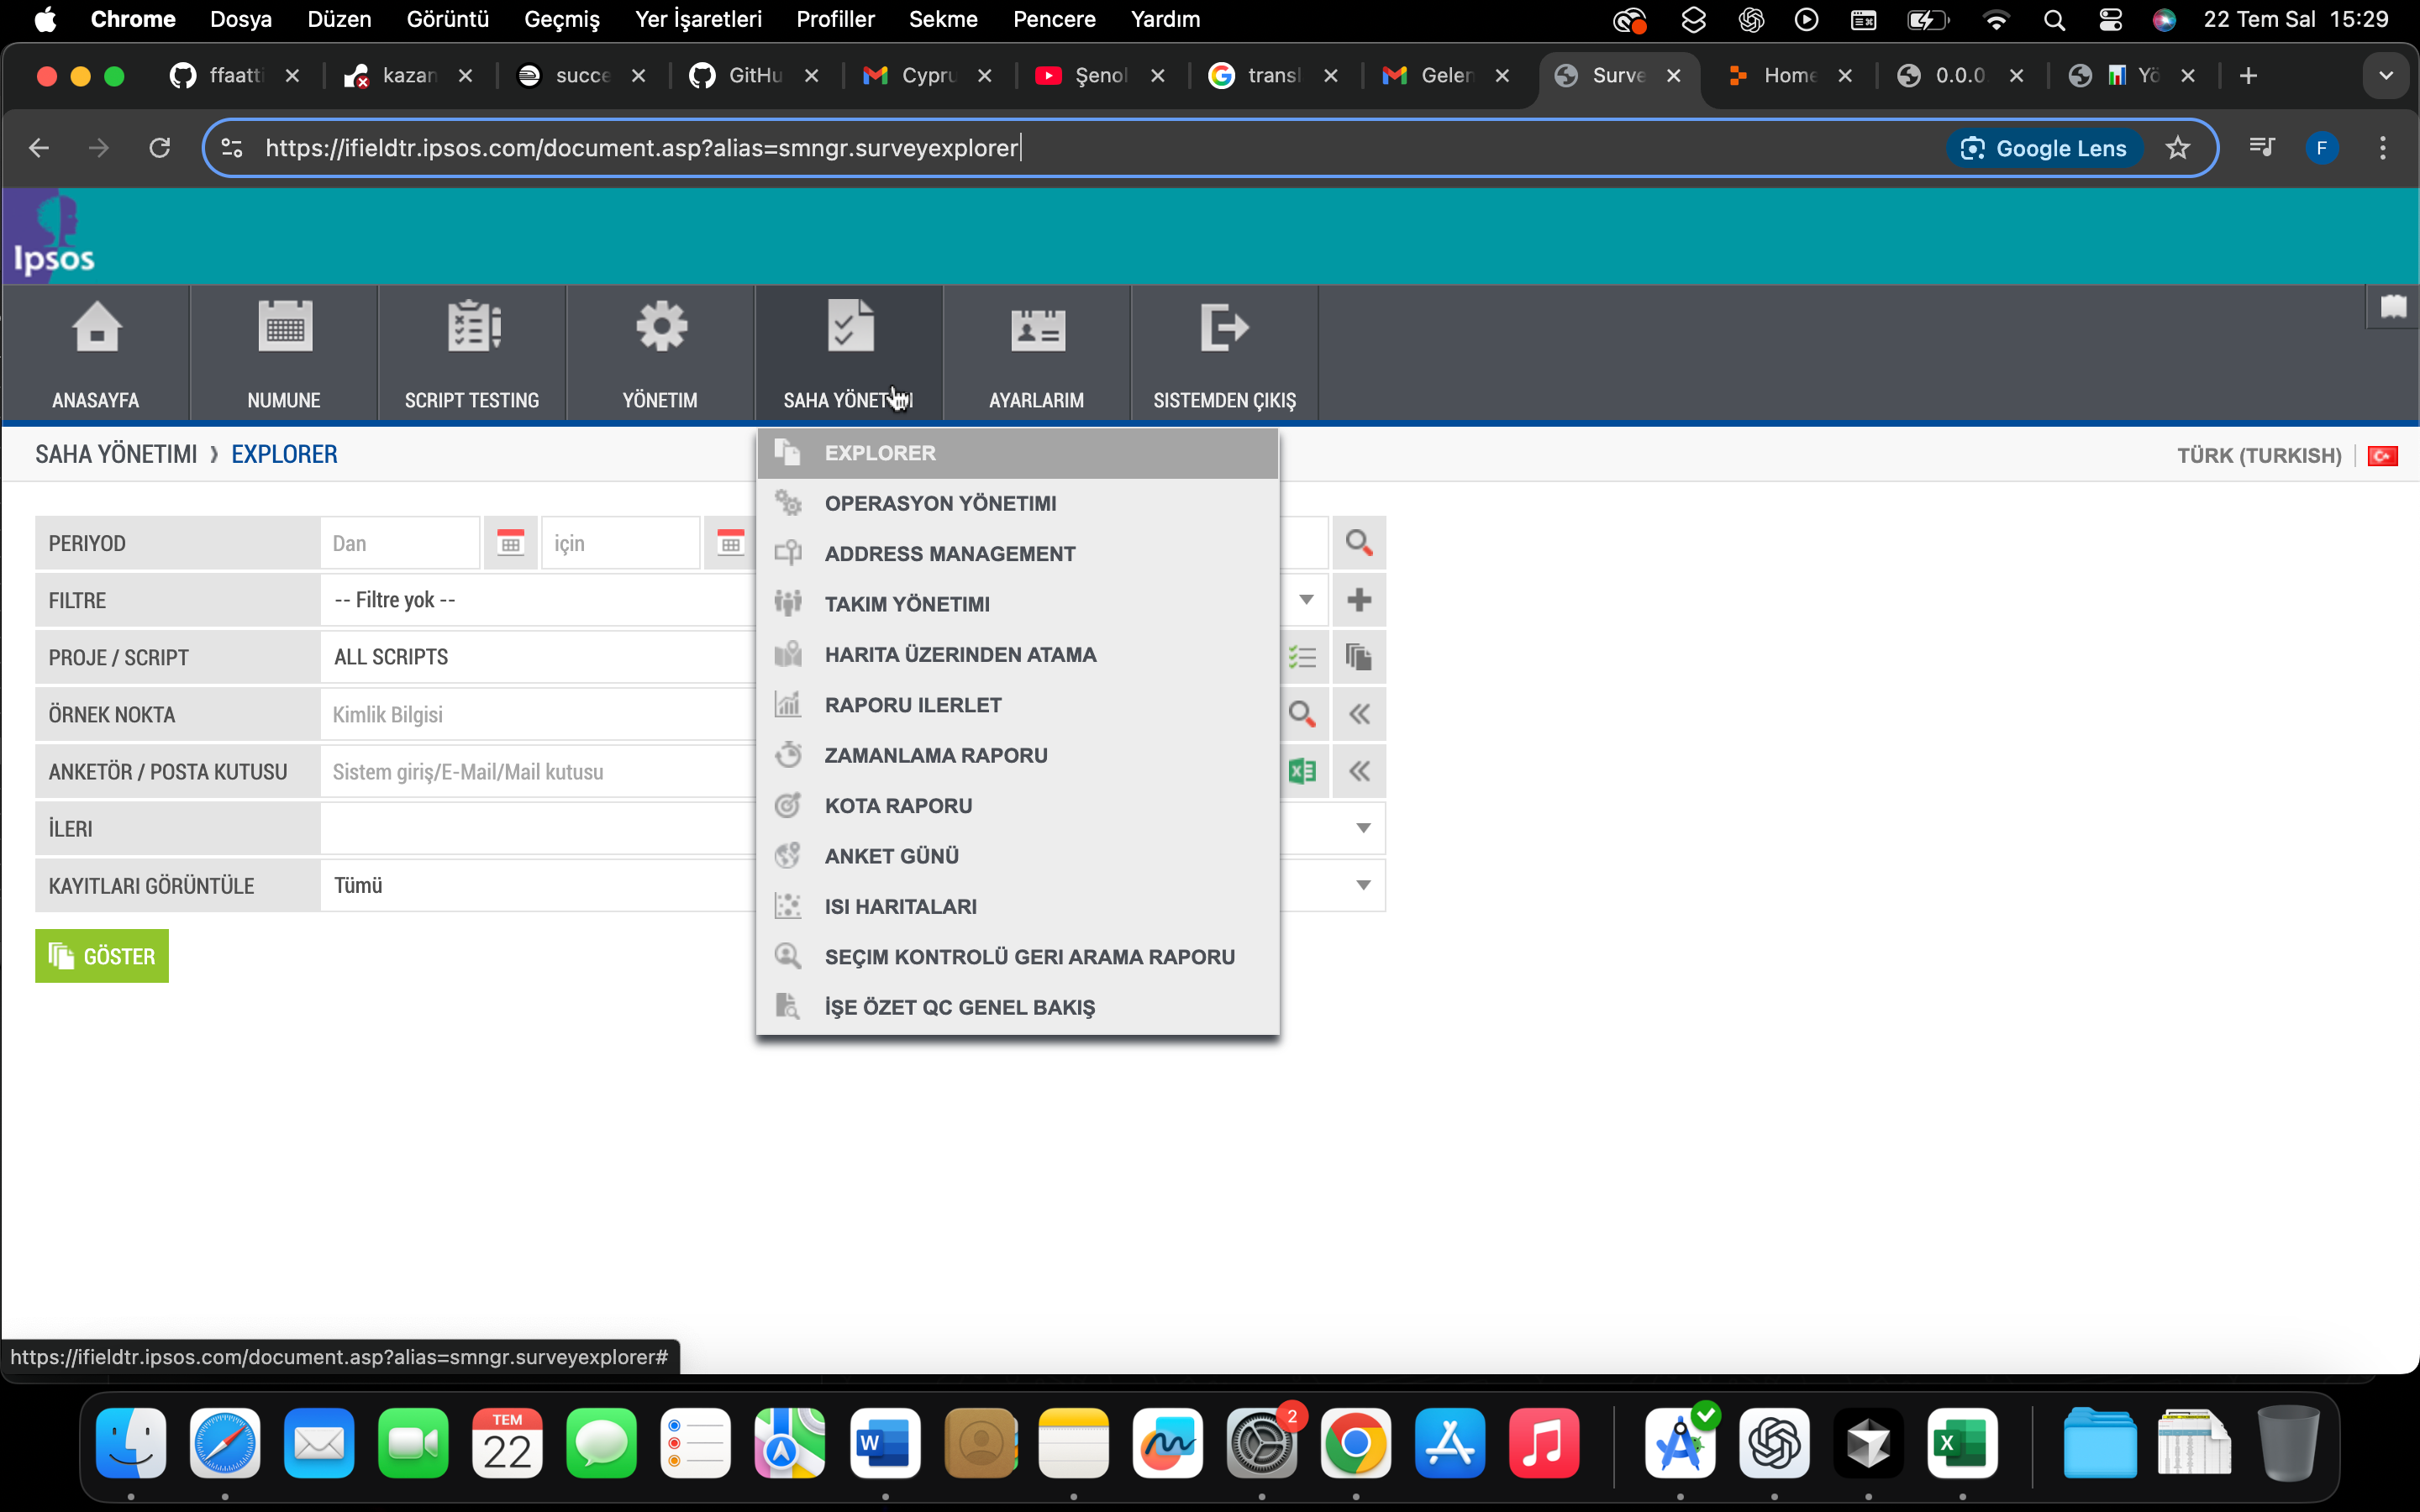 Chrome Dosya Düzen Görüntü Geçmiş Yer İşaretleri Profiller Sekme Pencere Yardım 22 Tem Sal 15:29
ffaatti kazan succe GitHu Cypru Şenol transl Gelen Surve Home 0.0.0 Yö
https://ifieldtr.ipsos.com/document.asp?alias=smngr.surveyexplorer Google Lens F
Ipsos
ANASAYFA NUMUNE SCRIPT TESTING YÖNETIM SAHA YÖNETIMI AYARLARIM SISTEMDEN ÇIKIŞ
SAHA YÖNETIMI › EXPLORER TÜRK (TURKISH)
EXPLORER
OPERASYON YÖNETIMI
ADDRESS MANAGEMENT
TAKIM YÖNETIMI
HARITA ÜZERINDEN ATAMA
RAPORU ILERLET
ZAMANLAMA RAPORU
KOTA RAPORU
ANKET GÜNÜ
ISI HARITALARI
SEÇIM KONTROLÜ GERI ARAMA RAPORU
İŞE ÖZET QC GENEL BAKIŞ
PERIYOD Dan için
FILTRE -- Filtre yok --
PROJE / SCRIPT ALL SCRIPTS
ÖRNEK NOKTA Kimlik Bilgisi
ANKETÖR / POSTA KUTUSU Sistem giriş/E-Mail/Mail kutusu
İLERI
KAYITLARI GÖRÜNTÜLE Tümü
GÖSTER
https://ifieldtr.ipsos.com/document.asp?alias=smngr.surveyexplorer#
TEM
22
2